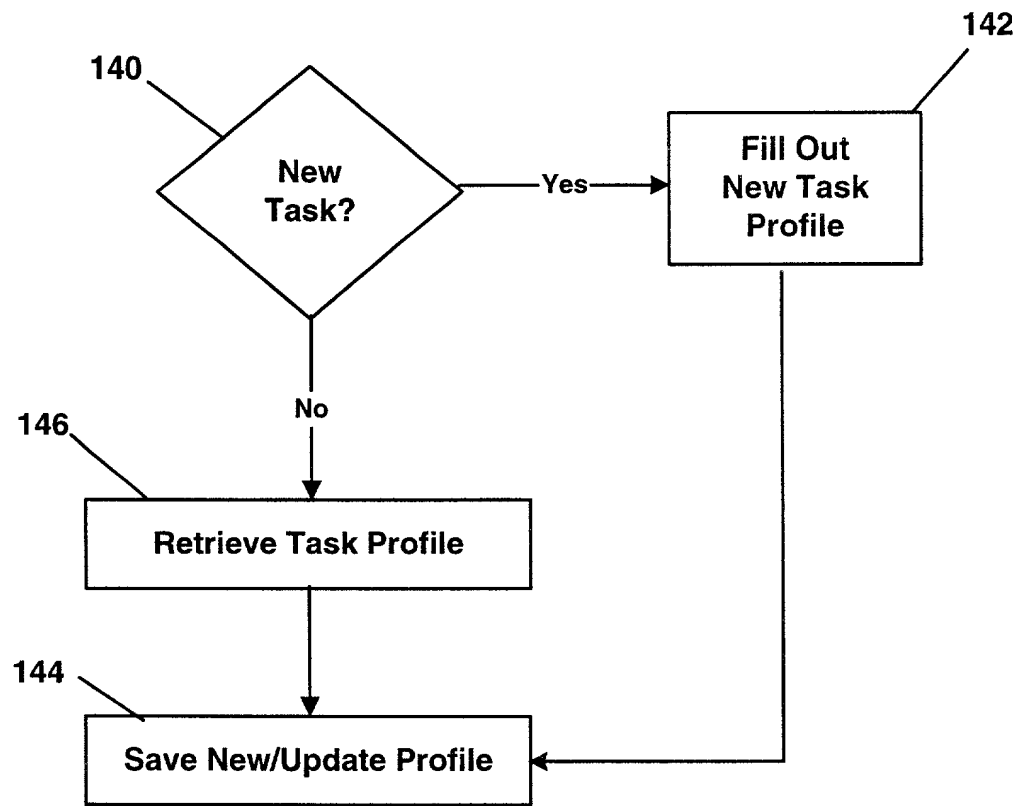 142
140
New
Task?
Yes
Fill Out
New Task
Profile
No
146
Retrieve Task Profile
144
Save New/Update Profile